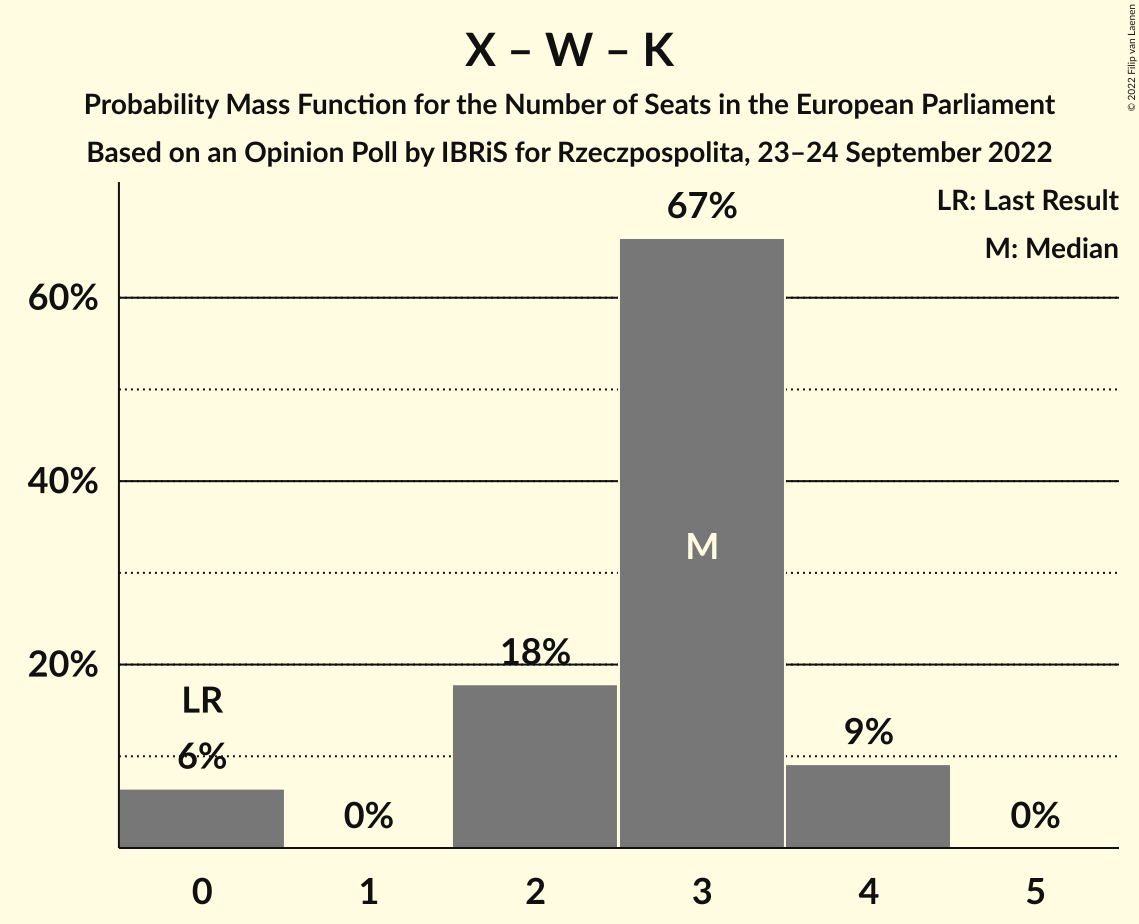 X – W – K
Probability Mass Function for the Number of Seats in the European Parliament
Based on an Opinion Poll by IBRiS for Rzeczpospolita, 23–24 September 2022
© 2022 Filip van Laenen
LR: Last Result
M: Median
67%
60%
40%
M
20%
18%
LR
6%
0%
9%
0%
0 1 2 3 4 5